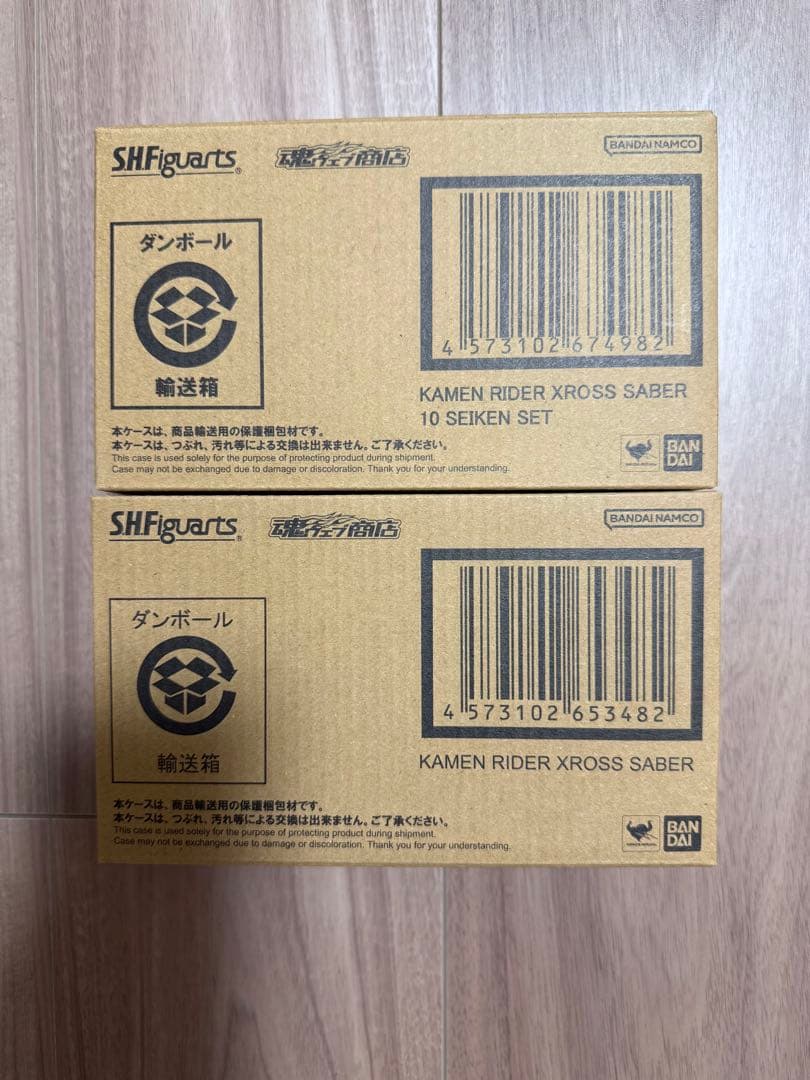 S.H.Figuarts®
魂ウェブ商店
BANDAI NAMCO
ダンボール
輸送箱
4 573102 674982
KAMEN RIDER XROSS SABER
10 SEIKEN SET
本ケースは、商品輸送用の保護梱包材です。
本ケースは、つぶれ、汚れ等による交換は出来ません。ご了承ください。
This case is used solely for the purpose of protecting product during shipment.
Case may not be exchanged due to damage or discoloration. Thank you for your understanding.
BAN
DAI
S.H.Figuarts®
魂ウェブ商店
BANDAI NAMCO
ダンボール
輸送箱
4 573102 653482
KAMEN RIDER XROSS SABER
本ケースは、商品輸送用の保護梱包材です。
本ケースは、つぶれ、汚れ等による交換は出来ません。ご了承ください。
This case is used solely for the purpose of protecting product during shipment.
Case may not be exchanged due to damage or discoloration. Thank you for your understanding.
BAN
DAI